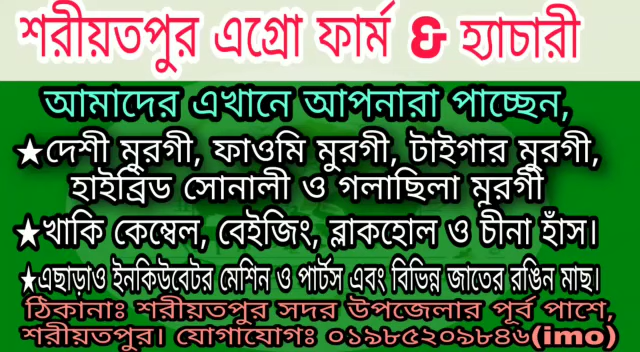 শরীয়তপুর এগ্রো ফার্ম & হ্যাচারী
আমাদের এখানে আপনারা পাচ্ছেন,
★দেশী মুরগী, ফাওমি মুরগী, টাইগার মুরগী,
হাইব্রিড সোনালী ও গলাছিলা মুরগী
★খাকি কেম্বেল, বেইজিং, ব্লাকহোল ও চীনা হাঁস।
★এছাড়াও ইনকিউবেটর মেশিন ও পার্টস এবং বিভিন্ন জাতের রঙিন মাছ।
ঠিকানাঃ শরীয়তপুর সদর উপজেলার পূর্ব পাশে,
শরীয়তপুর। যোগাযোগঃ ০১৯৮৫২০৯৮৪৬(imo)